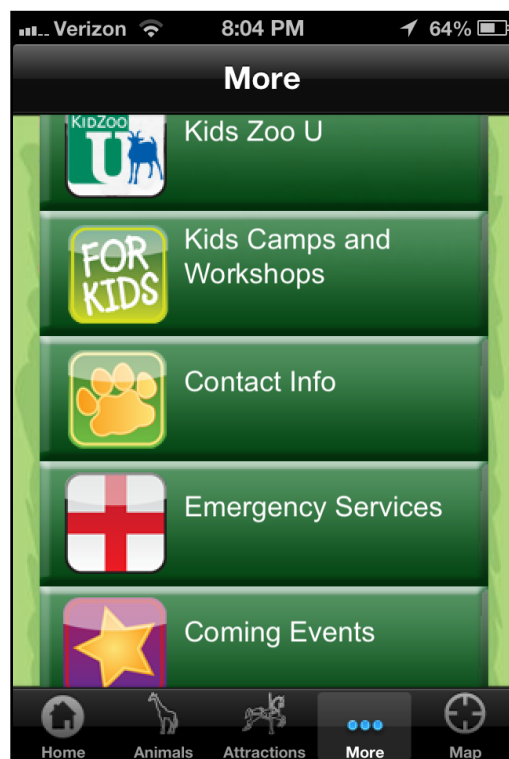 Verizon 8:04 PM 64%
More
KIDZOO
U
Kids Zoo U
FOR
KIDS
Kids Camps and
Workshops
Contact Info
Emergency Services
Coming Events
Home Animals Attractions More Map